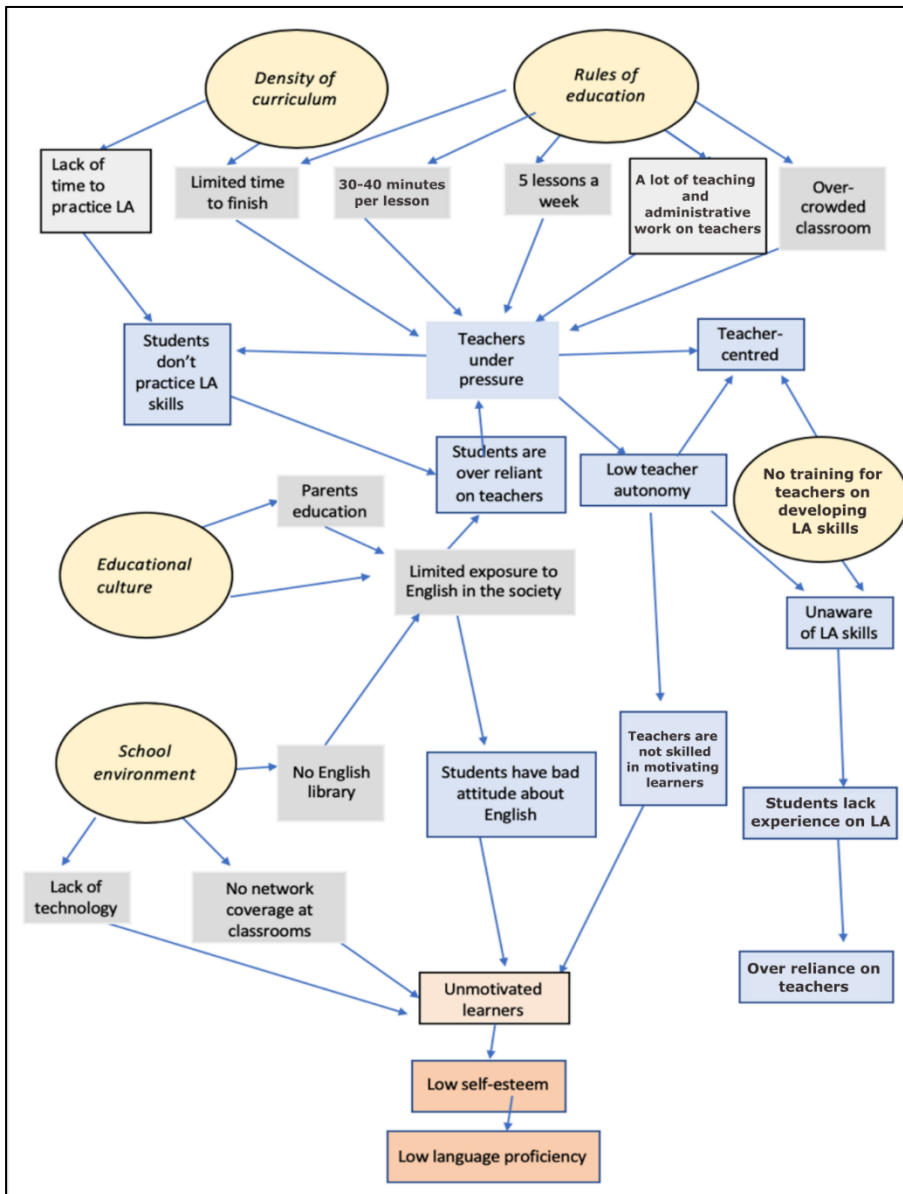 Density of
curriculum
Rules of
education
Lack of
time to
practice LA
Limited time
to finish
30-40 minutes
per lesson
5 lessons a
week
A lot of teaching
and
administrative
work on teachers
Over-
crowded
classroom
Students
don't
practice LA
skills
Teachers
under
pressure
Teacher-
centred
Students are
over reliant
on teachers
Low teacher
autonomy
No training for
teachers on
developing
LA skills
Parents
education
Educational
culture
Limited exposure to
English in the society
Unaware
of LA skills
School
environment
No English
library
Students have bad
attitude about
English
Teachers are
not skilled
in motivating
learners
Students lack
experience on LA
Lack of
technology
No network
coverage at
classrooms
Over reliance on
teachers
Unmotivated
learners
Low self-esteem
Low language proficiency